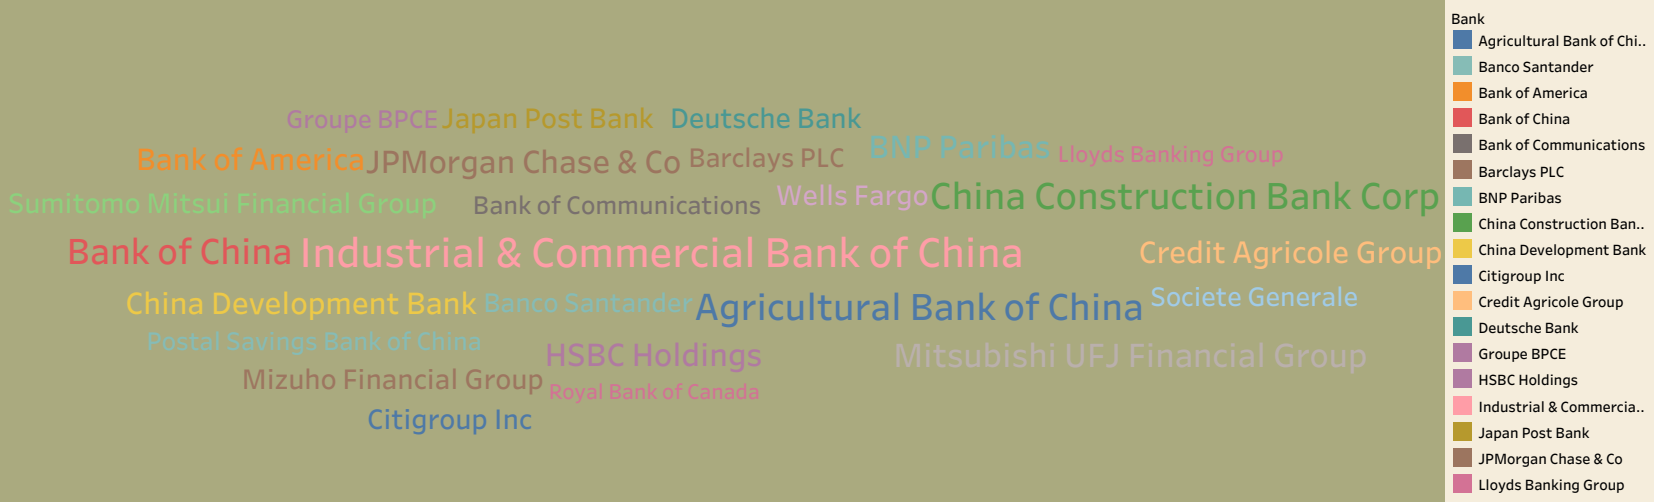 Groupe BPCE Japan Post Bank Deutsche Bank
BNP Paribas
Bank of America JPMorgan Chase & Co Barclays PLC Lloyds Banking Group
Sumitomo Mitsui Financial Group Bank of Communications Wells Fargo China Construction Bank Corp
Bank of China Industrial & Commercial Bank of China Credit Agricole Group
China Development Bank Banco Santander Agricultural Bank of China Societe Generale
Postal Savings Bank of China
HSBC Holdings Mitsubishi UFJ Financial Group
Mizuho Financial Group Royal Bank of Canada
Citigroup Inc
Bank
Agricultural Bank of Chi..
Banco Santander
Bank of America
Bank of China
Bank of Communications
Barclays PLC
BNP Paribas
China Construction Ban..
China Development Bank
Citigroup Inc
Credit Agricole Group
Deutsche Bank
Groupe BPCE
HSBC Holdings
Industrial & Commercia..
Japan Post Bank
JPMorgan Chase & Co
Lloyds Banking Group